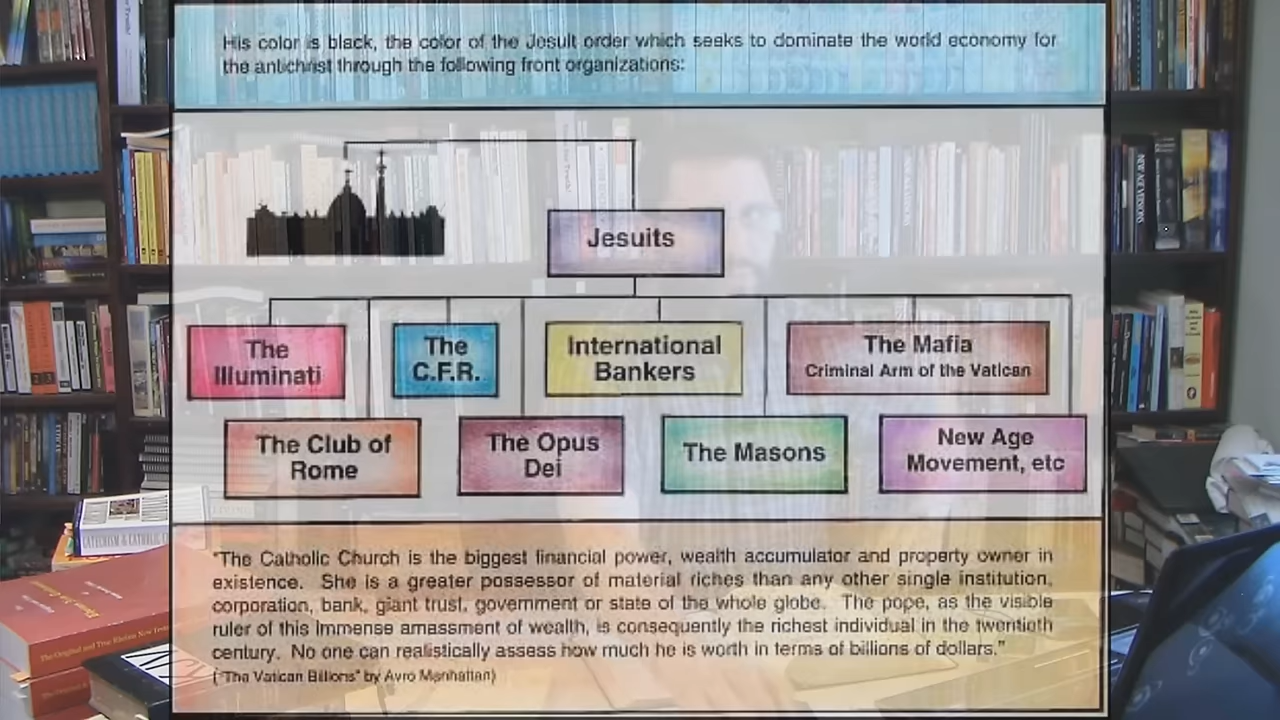 His color is black, the color of the Jesuit order which seeks to dominate the world economy for
the antichrist through the following front organizations:
Jesuits
The
Illuminati
The
C.F.R.
International
Bankers
The Mafia
Criminal Arm of the Vatican
The Club of
Rome
The Opus
Dei
The Masons
New Age
Movement, etc
"The Catholic Church is the biggest financial power, wealth accumulator and property owner in
existence. She is a greater possessor of material riches than any other single institution,
corporation, bank, giant trust, government or state of the whole globe. The pope, as the visible
ruler of this immense amassment of wealth, is consequently the richest individual in the twentieth
century. No one can realistically assess how much he is worth in terms of billions of dollars."
("The Vatican Billions" by Avro Manhattan)
NEW AGE VERSIONS